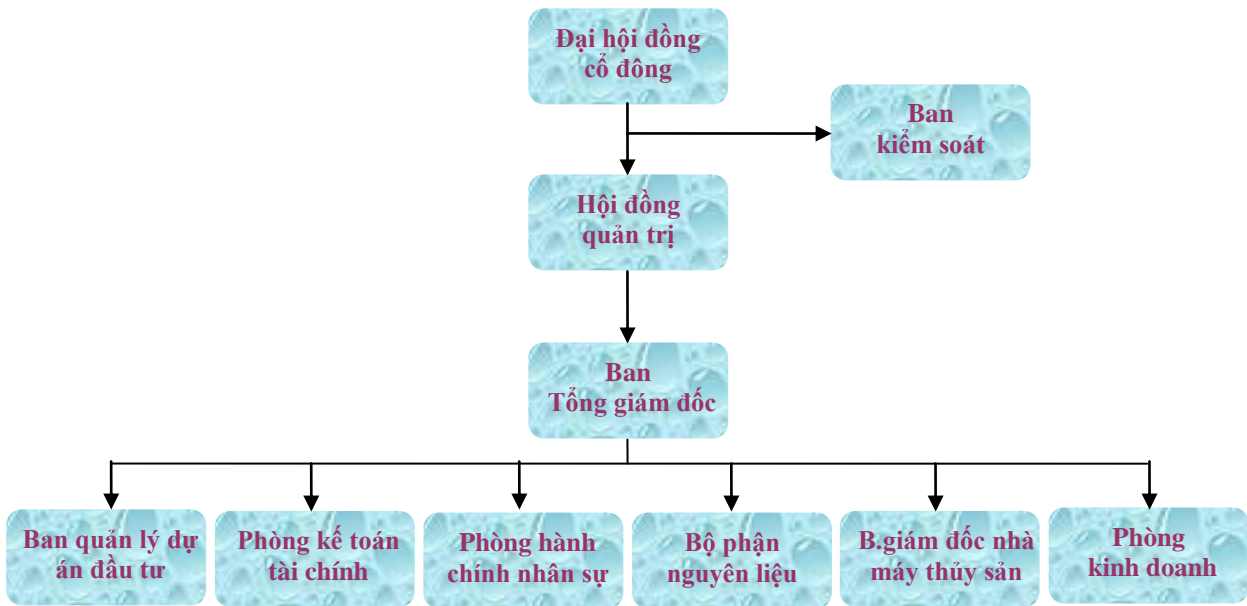 Đại hội đồng
cổ đông
Ban
kiểm soát
Hội đồng
quản trị
Ban
Tổng giám đốc
Ban quản lý dự
án đầu tư
Phòng kế toán
tài chính
Phòng hành
chính nhân sự
Bộ phận
nguyên liệu
B.giám đốc nhà
máy thủy sản
Phòng
kinh doanh